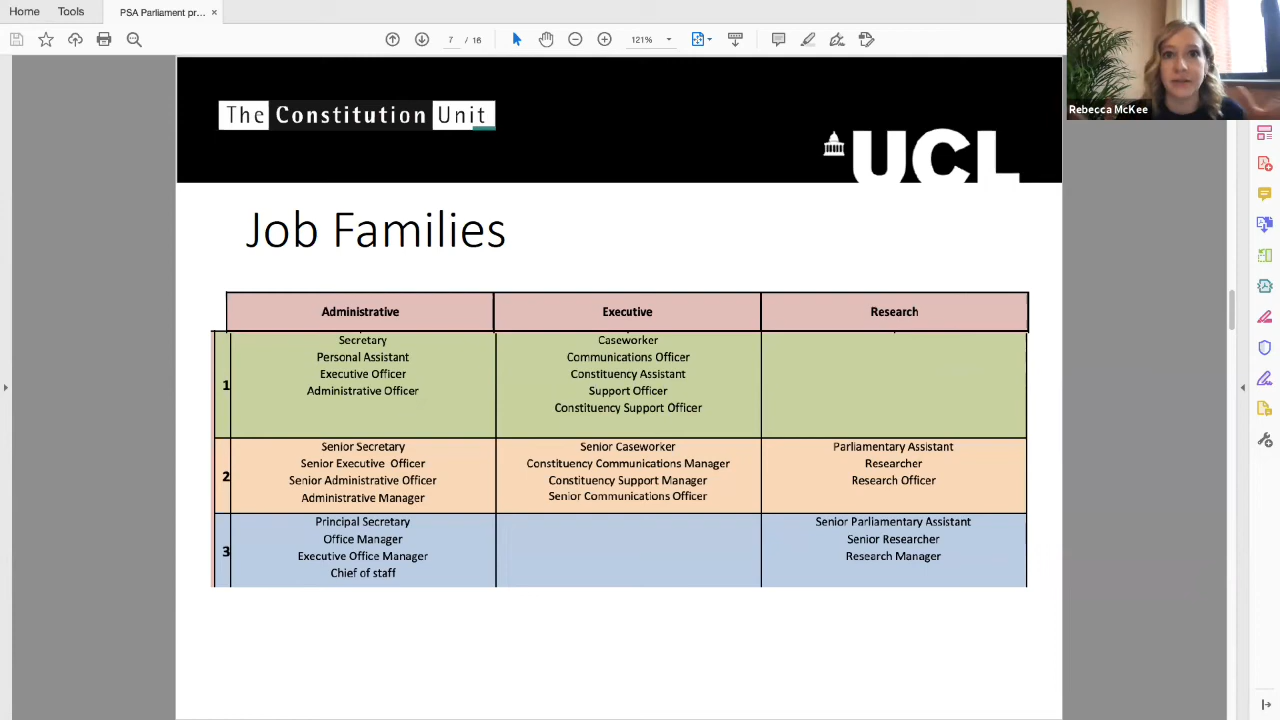 Home
Tools
PSA Parliament pr... ×
7 / 16
121%
Rebecca McKee
The Constitution Unit
UCL
Job Families
Administrative
Executive
Research
1
Secretary
Personal Assistant
Executive Officer
Administrative Officer
Caseworker
Communications Officer
Constituency Assistant
Support Officer
Constituency Support Officer
2
Senior Secretary
Senior Executive Officer
Senior Administrative Officer
Administrative Manager
Senior Caseworker
Constituency Communications Manager
Constituency Support Manager
Senior Communications Officer
Parliamentary Assistant
Researcher
Research Officer
3
Principal Secretary
Office Manager
Executive Office Manager
Chief of staff
Senior Parliamentary Assistant
Senior Researcher
Research Manager